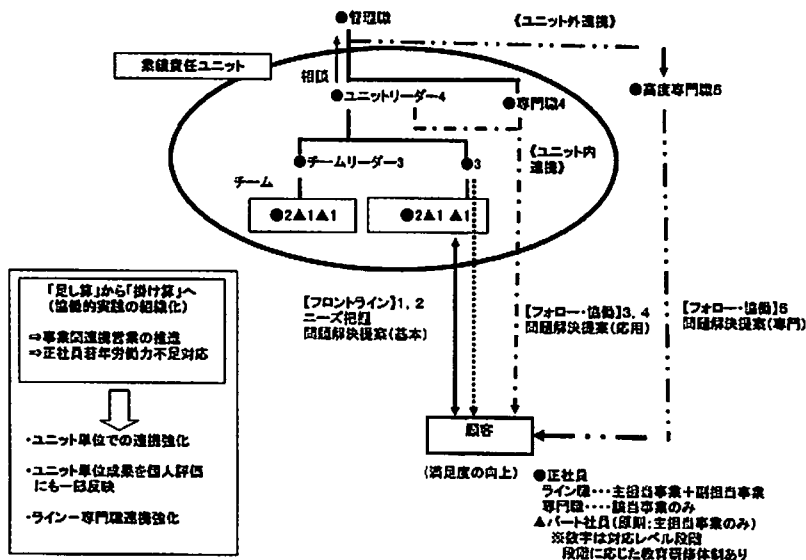 ●管理職
《ユニット外連携》
業績責任ユニット
相談
●ユニットリーダー4
●専門職4
●高度専門職5
《ユニット内
連携》
●チームリーダー3
●3
チーム
●2▲1▲1
●2▲1 ▲1
「足し算」から「掛け算」へ
(協働的実践の組織化)
⇒事業間連携営業の推進
⇒正社員若年労働力不足対応
・ユニット単位での連携強化
・ユニット単位成果を個人評価
にも一部反映
・ラインー専門職連携強化
【フロントライン】1, 2
ニーズ把握
問題解決提案(基本)
【フォロー・協働】3, 4
問題解決提案(応用)
【フォロー・協働】5
問題解決提案(専門)
顧客
(満足度の向上)
●正社員
ライン職・・・主担当事業+副担当事業
専門職・・・・該当事業のみ
▲パート社員(原則:主担当事業のみ)
※数字は対応レベル段階
段階に応じた教育研修体制あり